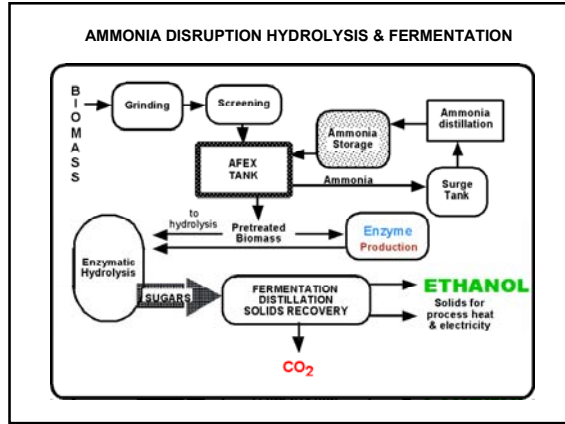 AMMONIA DISRUPTION HYDROLYSIS & FERMENTATION
BIOMASS
Grinding
Screening
Ammonia
Storage
Ammonia
distillation
AFEX
TANK
Ammonia
Surge
Tank
to
hydrolysis
Pretreated
Biomass
Enzyme
Production
Enzymatic
Hydrolysis
SUGARS
FERMENTATION
DISTILLATION
SOLIDS RECOVERY
ETHANOL
Solids for
process heat
& electricity
CO2